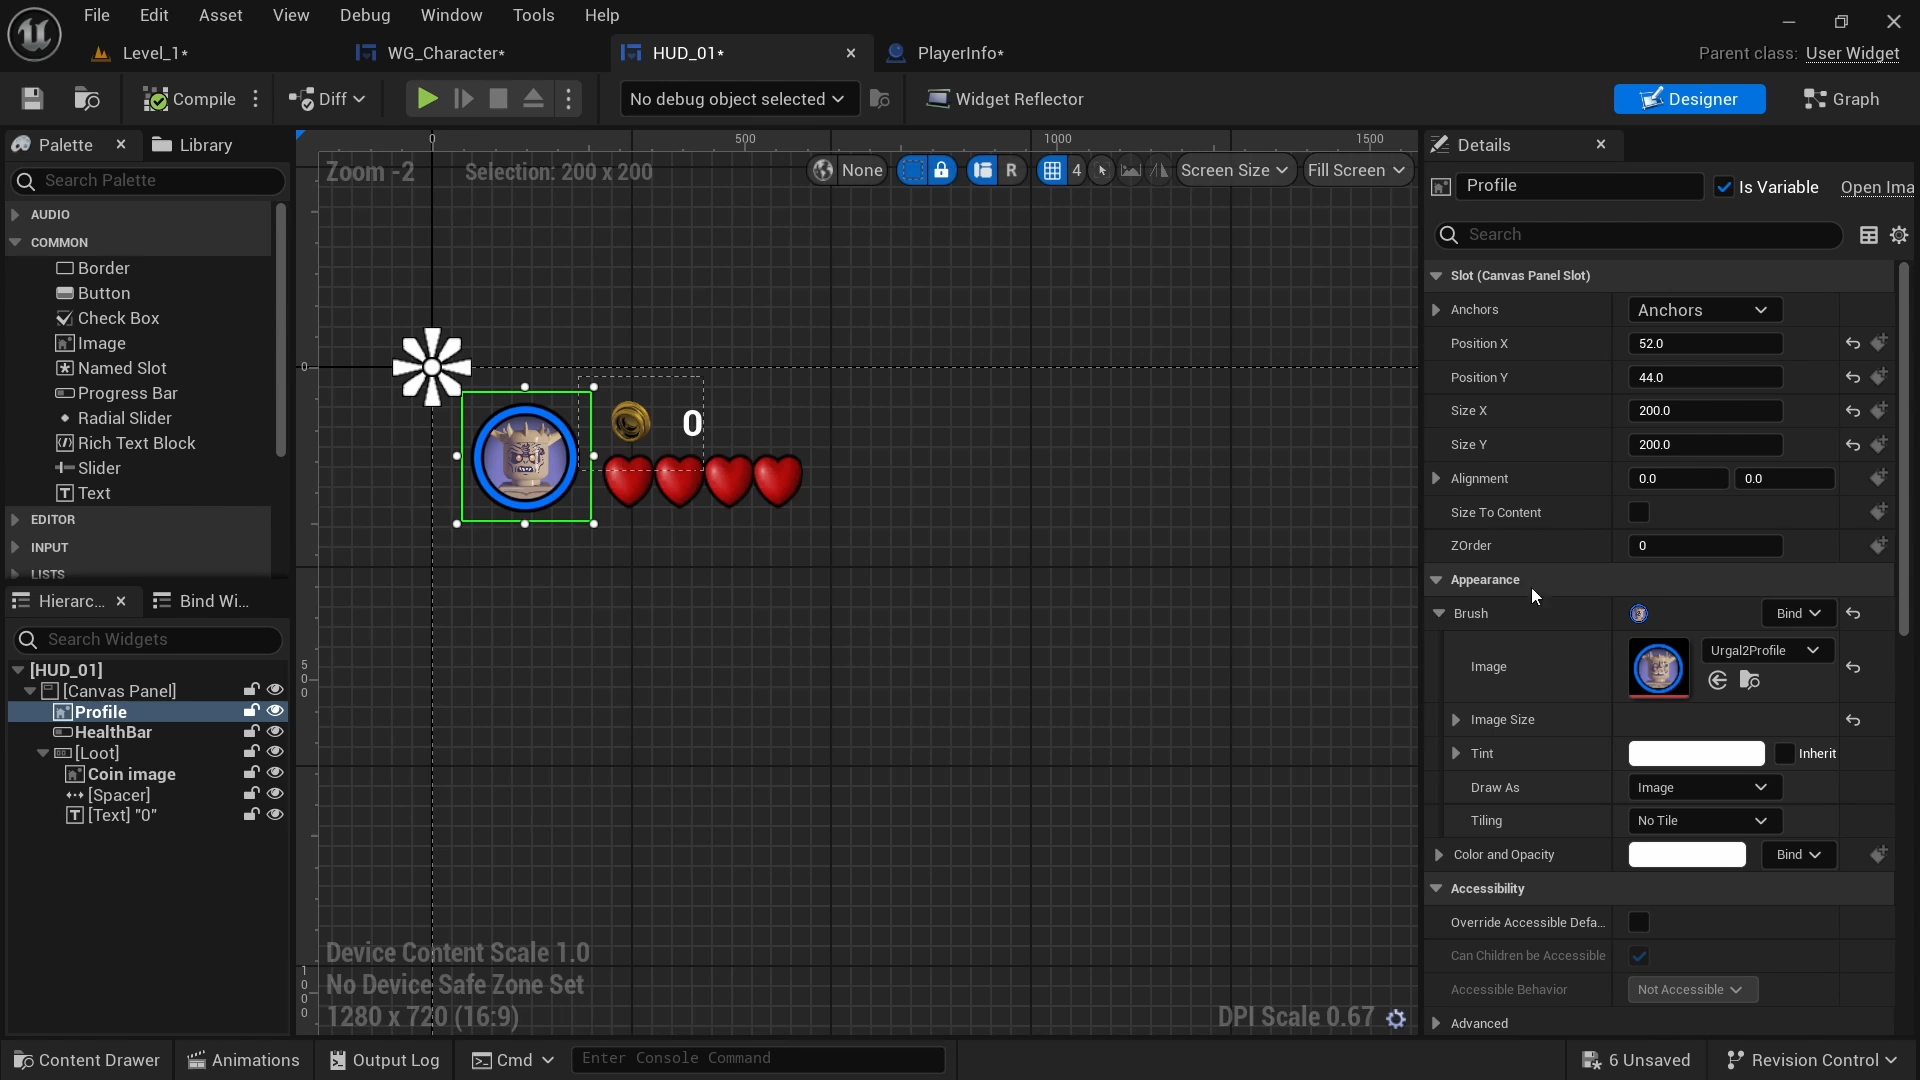 File Edit Asset View Debug Window Tools Help
Level_1* WG_Character* HUD_01* PlayerInfo* Parent class: User Widget
Compile Diff No debug object selected Widget Reflector Designer Graph
Palette Library
Search Palette
AUDIO
COMMON
Border
Button
Check Box
Image
Named Slot
Progress Bar
Radial Slider
Rich Text Block
Slider
Text
EDITOR
INPUT
LISTS
Hierarc... Bind Wi...
Search Widgets
[HUD_01]
[Canvas Panel]
Profile
HealthBar
[Loot]
Coin image
[Spacer]
[Text] "0"
0 500 1000 1500
Zoom -2 Selection: 200 x 200 None R 4 Screen Size Fill Screen
0
0
5
0
0
1
0
0
0
Device Content Scale 1.0
No Device Safe Zone Set
1280 x 720 (16:9) DPI Scale 0.67
Details
Profile Is Variable Open Ima
Search
Slot (Canvas Panel Slot)
Anchors Anchors
Position X 52.0
Position Y 44.0
Size X 200.0
Size Y 200.0
Alignment 0.0 0.0
Size To Content
ZOrder 0
Appearance
Brush Bind
Image Urgal2Profile
Image Size
Tint Inherit
Draw As Image
Tiling No Tile
Color and Opacity Bind
Accessibility
Override Accessible Defa...
Can Children be Accessible
Accessible Behavior Not Accessible
Advanced
Content Drawer Animations Output Log Cmd Enter Console Command 6 Unsaved Revision Control